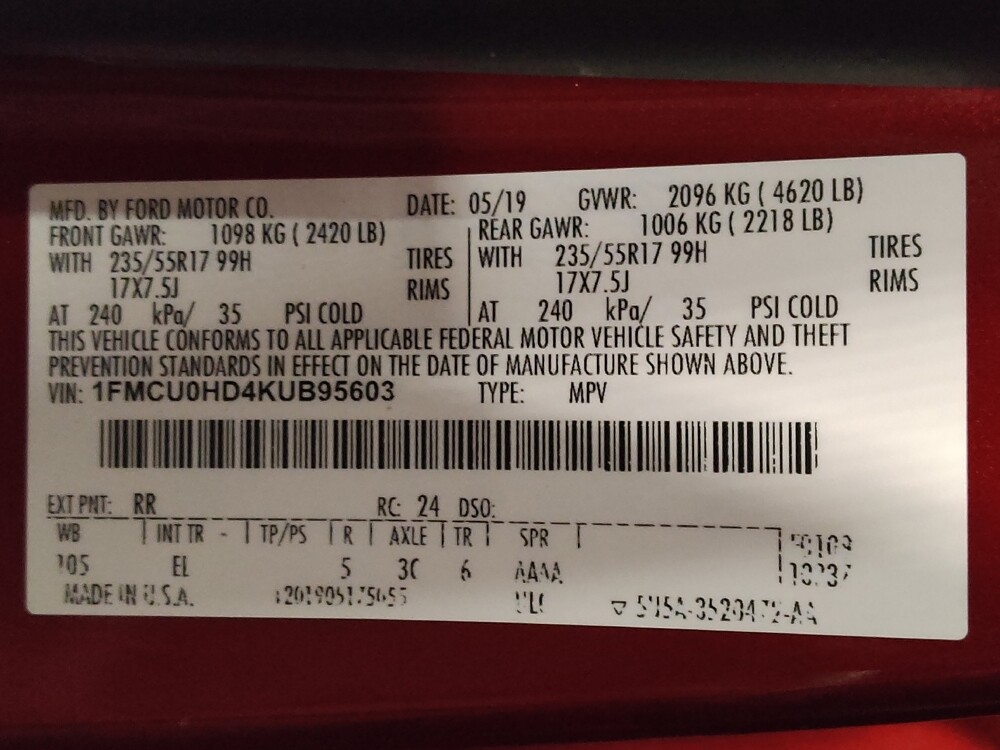 MFD. BY FORD MOTOR CO. DATE: 05/19 GVWR: 2096 KG ( 4620 LB)
FRONT GAWR: 1098 KG ( 2420 LB) REAR GAWR: 1006 KG ( 2218 LB)
WITH 235/55R17 99H TIRES WITH 235/55R17 99H TIRES
17X7.5J RIMS 17X7.5J RIMS
AT 240 kPa/ 35 PSI COLD AT 240 kPa/ 35 PSI COLD
THIS VEHICLE CONFORMS TO ALL APPLICABLE FEDERAL MOTOR VEHICLE SAFETY AND THEFT
PREVENTION STANDARDS IN EFFECT ON THE DATE OF MANUFACTURE SHOWN ABOVE.
VIN: 1FMCU0HD4KUB95603 TYPE: MPV
EXT PNT: RR RC: 24 DSO:
WB INT TR - TP/PS R AXLE TR SPR
105 EL 5 3C 6 AAAA
MADE IN U.S.A.